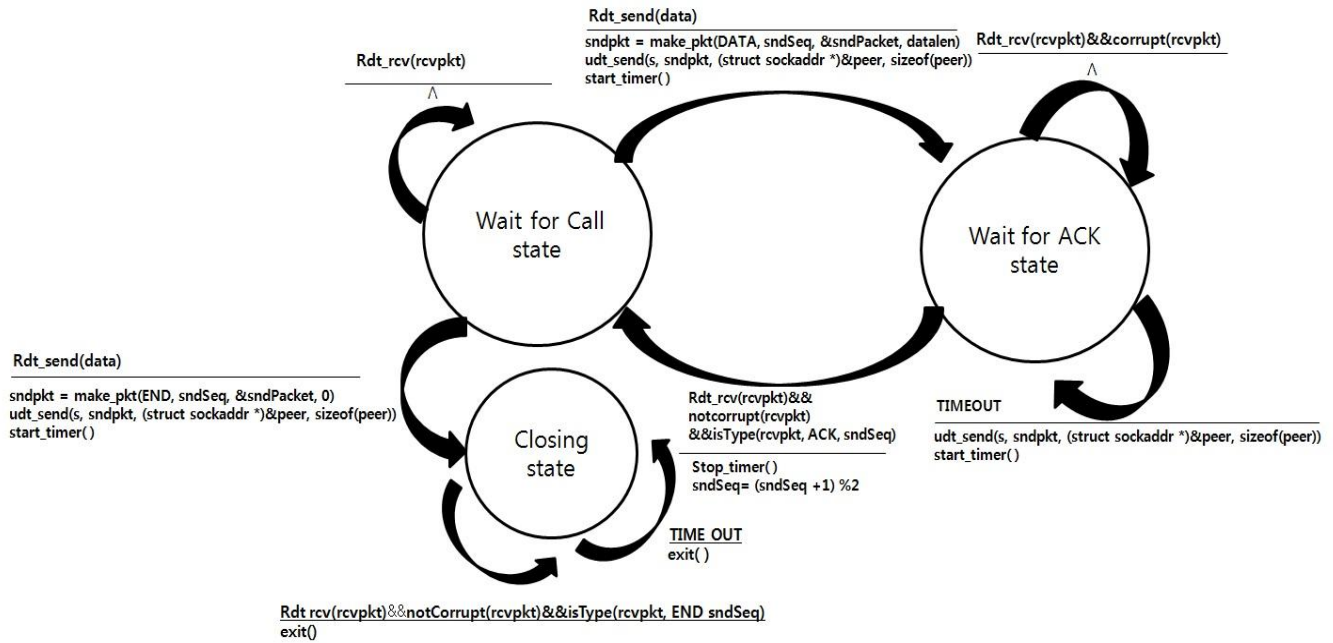 Rdt_send(data)
sndpkt = make_pkt(DATA, sndSeq, &sndPacket, datalen)
udt_send(s, sndpkt, (struct sockaddr *)&peer, sizeof(peer))
start_timer( )
Rdt_rcv(rcvpkt)&&corrupt(rcvpkt)
Λ
Rdt_rcv(rcvpkt)
Λ
Wait for Call
state
Wait for ACK
state
Rdt_send(data)
sndpkt = make_pkt(END, sndSeq, &sndPacket, 0)
udt_send(s, sndpkt, (struct sockaddr *)&peer, sizeof(peer))
start_timer( )
Closing
state
Rdt_rcv(rcvpkt)&&
notcorrupt(rcvpkt)
&&isType(rcvpkt, ACK, sndSeq)
Stop_timer( )
sndSeq= (sndSeq +1) %2
TIMEOUT
udt_send(s, sndpkt, (struct sockaddr *)&peer, sizeof(peer))
start_timer( )
TIME OUT
exit( )
Rdt rcv(rcvpkt)&&notCorrupt(rcvpkt)&&isType(rcvpkt, END sndSeq)
exit()